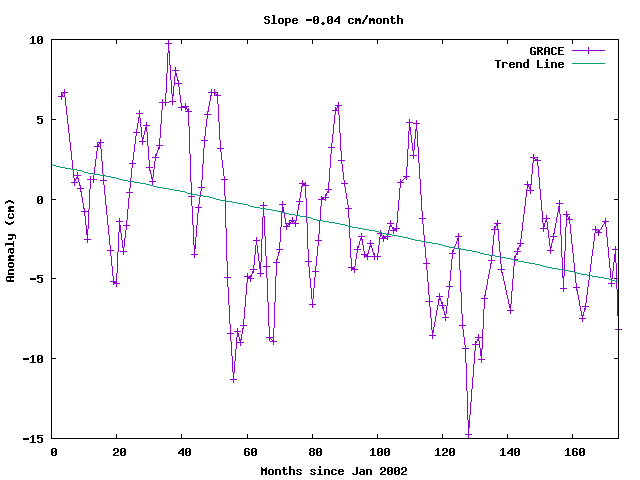 Slope -0.04 cm/month
GRACE
Trend Line
10
5
0
-5
-10
-15
Anomaly (cm)
0 20 40 60 80 100 120 140 160
Months since Jan 2002